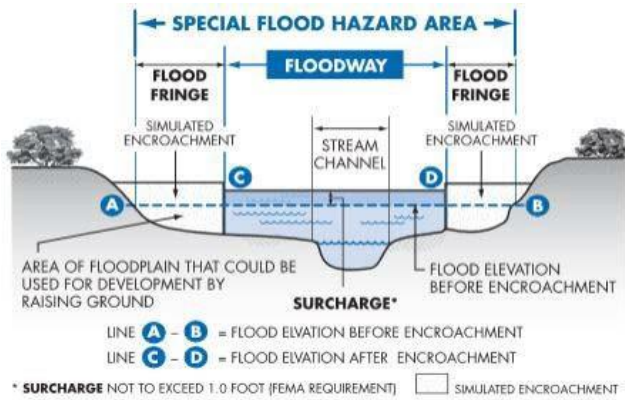 SPECIAL FLOOD HAZARD AREA
FLOODWAY
FLOOD
FRINGE
FLOOD
FRINGE
SIMULATED
ENCROACHMENT
STREAM
CHANNEL
SIMULATED
ENCROACHMENT
C
D
A
B
AREA OF FLOODPLAIN THAT COULD BE
USED FOR DEVELOPMENT BY
RAISING GROUND
FLOOD ELEVATION
BEFORE ENCROACHMENT
SURCHARGE*
LINE A - B = FLOOD ELVATION BEFORE ENCROACHMENT
LINE C - D = FLOOD ELVATION AFTER ENCROACHMENT
* SURCHARGE NOT TO EXCEED 1.0 FOOT (FEMA REQUIREMENT)
SIMULATED ENCROACHMENT